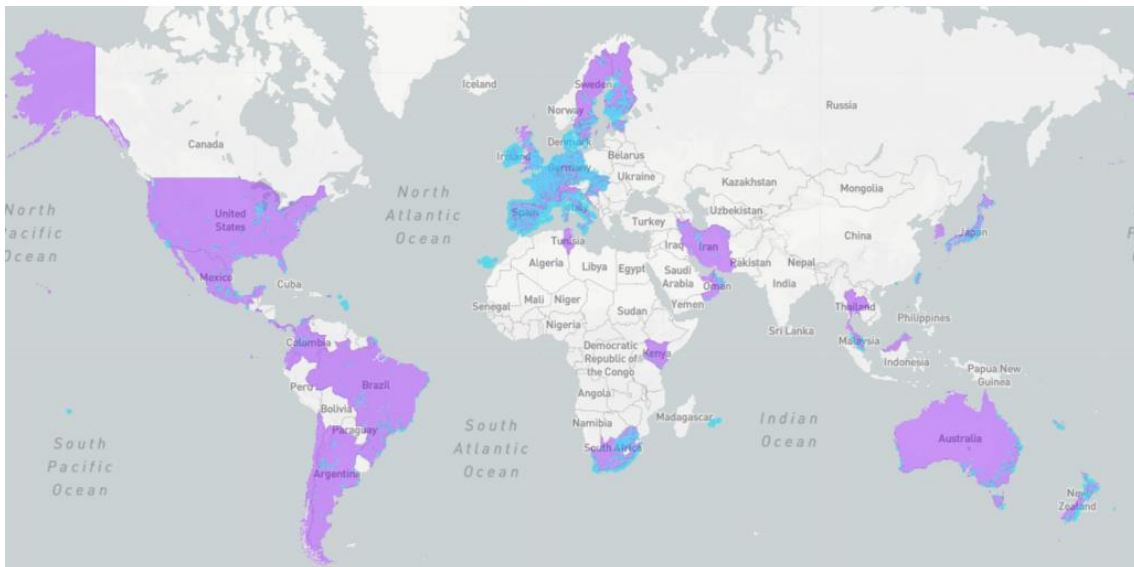 Iceland
Sweden
Norway
Russia
Canada
Denmark
Ireland
Belarus
Germany
Ukraine
Kazakhstan
Mongolia
North
Atlantic
Ocean
North
Pacific
Ocean
United
States
Spain
Italy
Uzbekistan
Turkey
China
Japan
Tunisia
Iraq
Iran
Algeria
Libya
Egypt
Pakistan
Nepal
Mexico
Cuba
Saudi
Arabia
Oman
India
Mali
Niger
Senegal
Sudan
Yemen
Thailand
Philippines
Nigeria
Sri Lanka
Colombia
Democratic
Republic of
the Congo
Kenya
Malaysia
Indonesia
Papua New
Guinea
Peru
Brazil
Angola
Bolivia
Madagascar
Indian
Ocean
Namibia
Paraguay
South
Pacific
Ocean
South
Atlantic
Ocean
South Africa
Australia
Argentina
New
Zealand